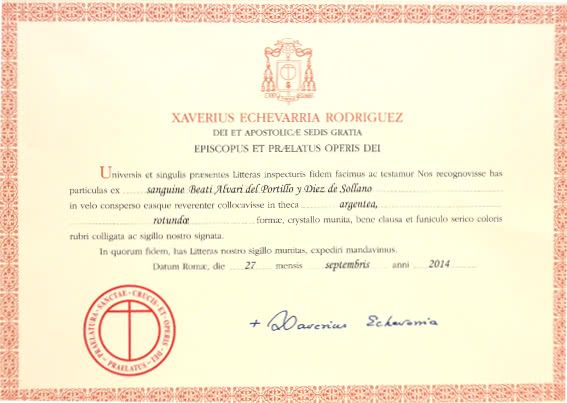 XAVERIUS ECHEVARRIA RODRIGUEZ
DEI ET APOSTOLICÆ SEDIS GRATIA
EPISCOPUS ET PRÆLATUS OPERIS DEI
Universis et singulis præsentes Litteras inspecturis fidem facimus ac testamur Nos recognovisse has
particulas ex sanguine Beati Alvari del Portillo y Diez de Sollano
in velo consperso easque reverenter collocavisse in theca argentea,
rotundæ formæ, crystallo munita, bene clausa et funiculo serico coloris
rubri colligata ac sigillo nostro signata.
In quorum fidem, has Litteras nostro sigillo munitas, expediri mandavimus.
Datum Romæ, die 27 mensis septembris anni 2014
PRAELATURA·SANCTAE·CRUCIS·ET·OPERIS·DEI
·PRAELATUS·
+ Xaverius Echevarria